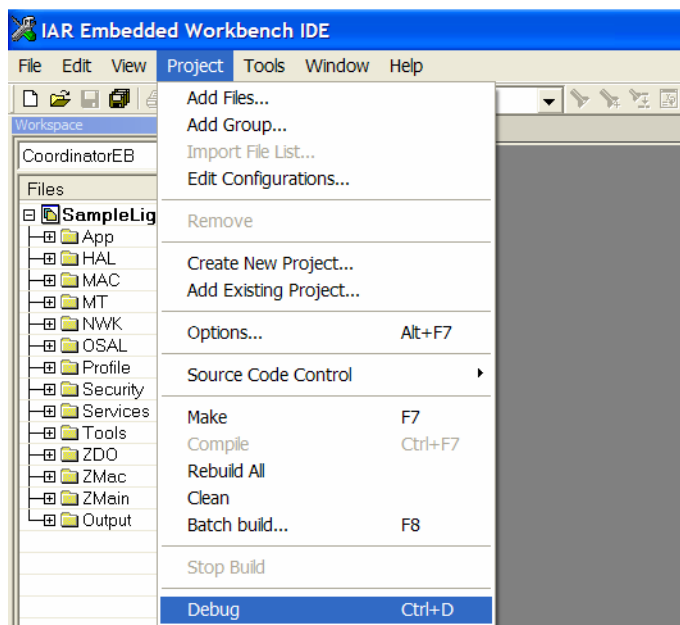 IAR Embedded Workbench IDE
File Edit View Project Tools Window Help
Workspace
CoordinatorEB
Files
SampleLig
App
HAL
MAC
MT
NWK
OSAL
Profile
Security
Services
Tools
ZDO
ZMac
ZMain
Output
Add Files...
Add Group...
Import File List...
Edit Configurations...
Remove
Create New Project...
Add Existing Project...
Options... Alt+F7
Source Code Control
Make F7
Compile Ctrl+F7
Rebuild All
Clean
Batch build... F8
Stop Build
Debug Ctrl+D